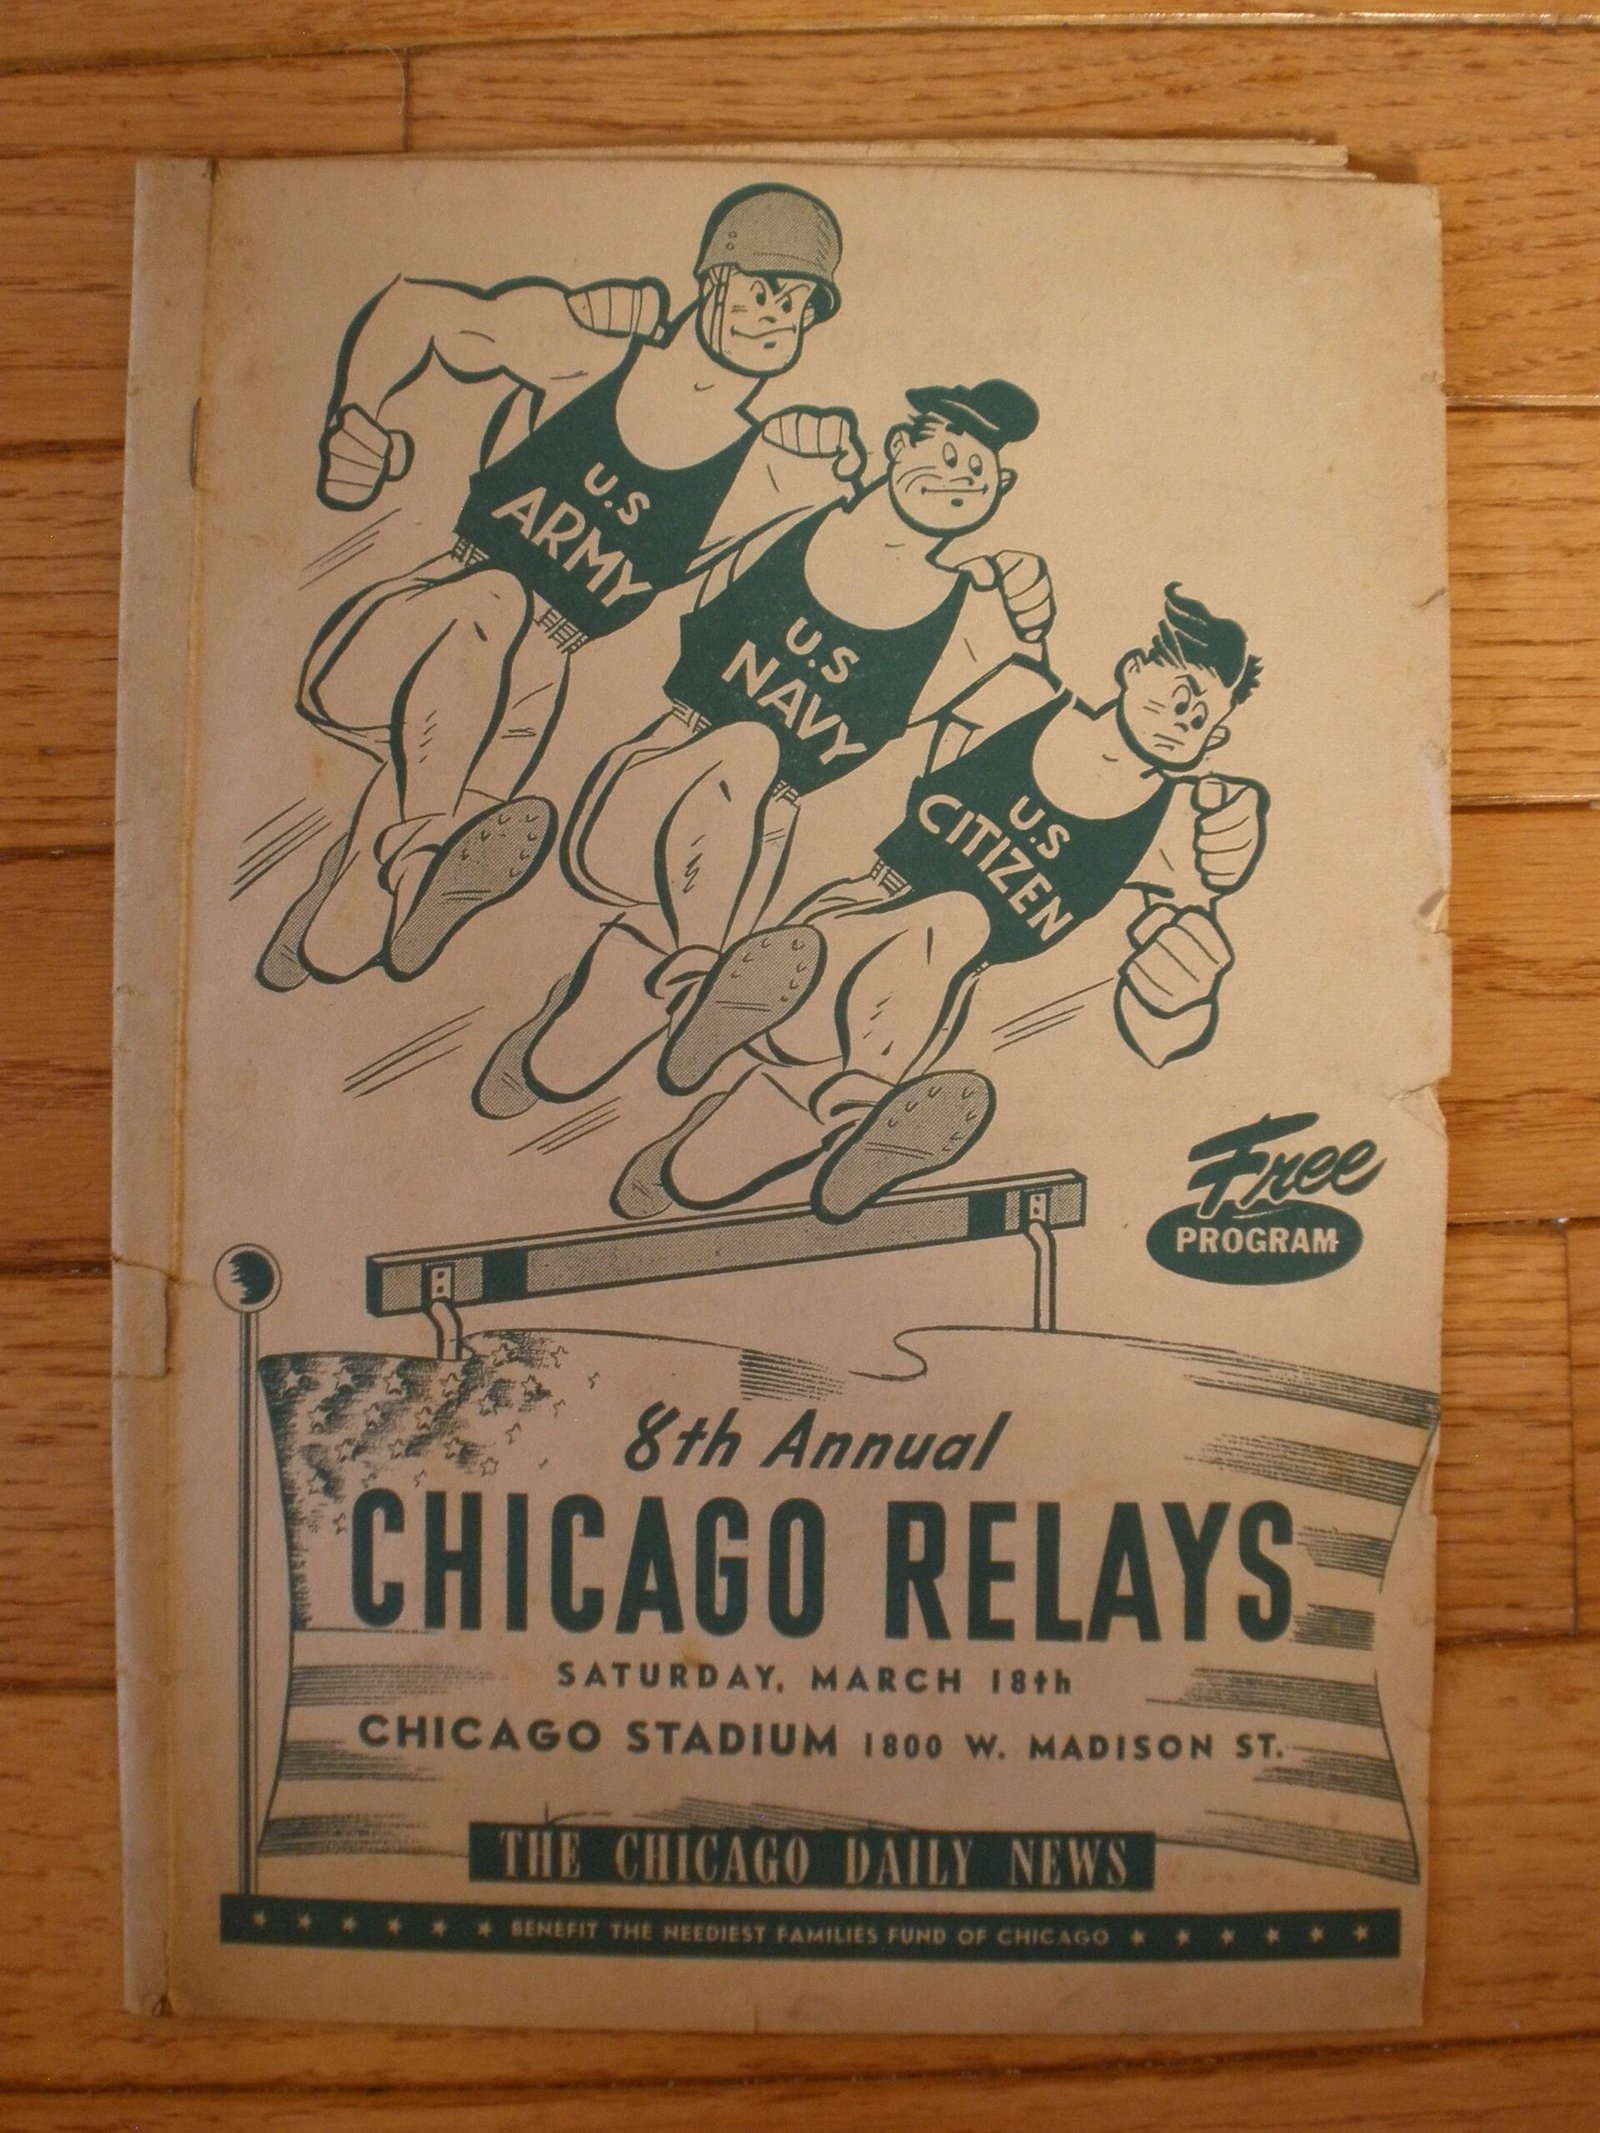 U.S
ARMY
U.S
NAVY
U.S
CITIZEN
Free
PROGRAM
8th Annual
CHICAGO RELAYS
SATURDAY, MARCH 18th
CHICAGO STADIUM 1800 W. MADISON ST.
THE CHICAGO DAILY NEWS
BENEFIT THE NEEDIEST FAMILIES FUND OF CHICAGO